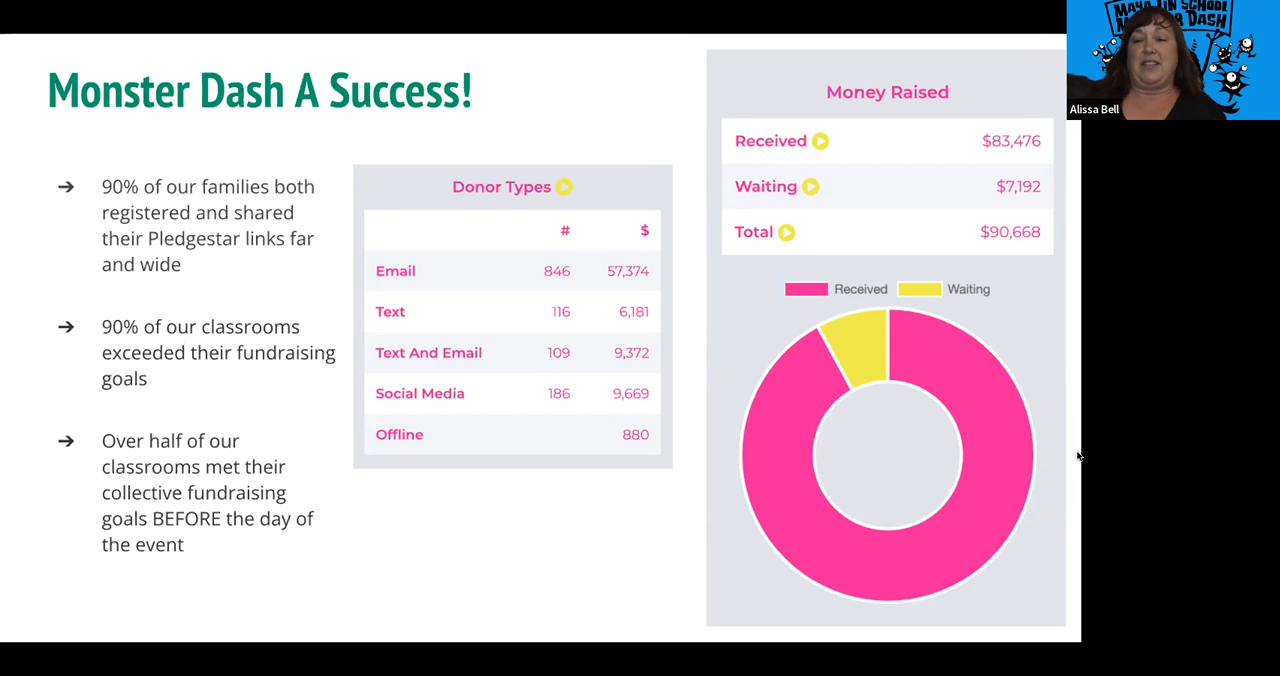 Monster Dash A Success!
➔ 90% of our families both
registered and shared
their Pledgestar links far
and wide
➔ 90% of our classrooms
exceeded their fundraising
goals
➔ Over half of our
classrooms met their
collective fundraising
goals BEFORE the day of
the event
Donor Types
# $
Email 846 57,374
Text 116 6,181
Text And Email 109 9,372
Social Media 186 9,669
Offline 880
Money Raised
Received $83,476
Waiting $7,192
Total $90,668
Received Waiting
SCHOOL
DASH
Alissa Bell